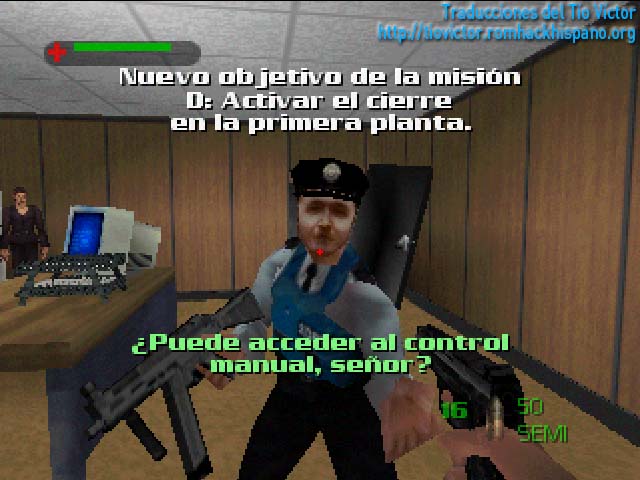 Traducciones del Tio Victor
http://tiovictor.romhackhispano.org
Nuevo objetivo de la misión
D: Activar el cierre
en la primera planta.
¿Puede acceder al control
manual, señor?
16
50
SEMI